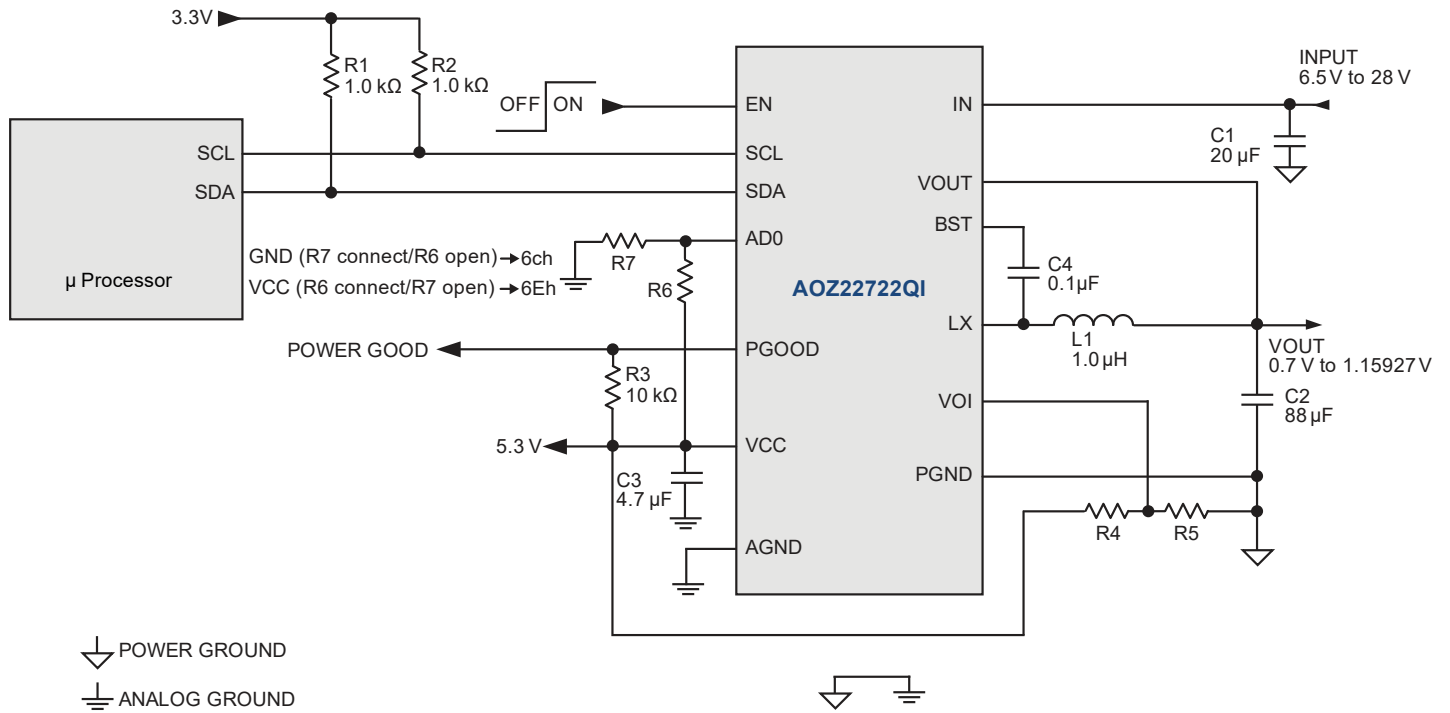 3.3V
R1
1.0 kΩ
R2
1.0 kΩ
OFF
ON
INPUT
6.5 V to 28 V
EN
IN
C1
20 µF
SCL
SCL
SDA
SDA
VOUT
BST
µ Processor
GND (R7 connect/R6 open)→6ch
VCC (R6 connect/R7 open)→6Eh
R7
R6
AD0
AOZ22722QI
C4
0.1µF
LX
L1
1.0 µH
VOUT
0.7 V to 1.15927 V
POWER GOOD
PGOOD
R3
10 kΩ
VOI
C2
88 µF
5.3 V
VCC
C3
4.7 µF
PGND
R4
R5
AGND
POWER GROUND
ANALOG GROUND